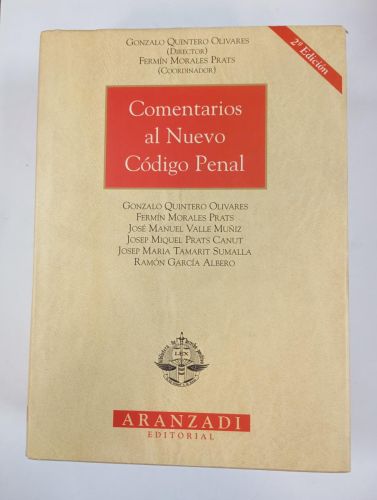 GONZALO QUINTERO OLIVARES
(DIRECTOR)
FERMÍN MORALES PRATS
(COORDINADOR)
2ª Edición
Comentarios
al Nuevo
Código Penal
GONZALO QUINTERO OLIVARES
FERMÍN MORALES PRATS
JOSÉ MANUEL VALLE MUÑIZ
JOSEP MIQUEL PRATS CANUT
JOSEP MARIA TAMARIT SUMALLA
RAMÓN GARCÍA ALBERO
LEX
ARANZADI
EDITORIAL